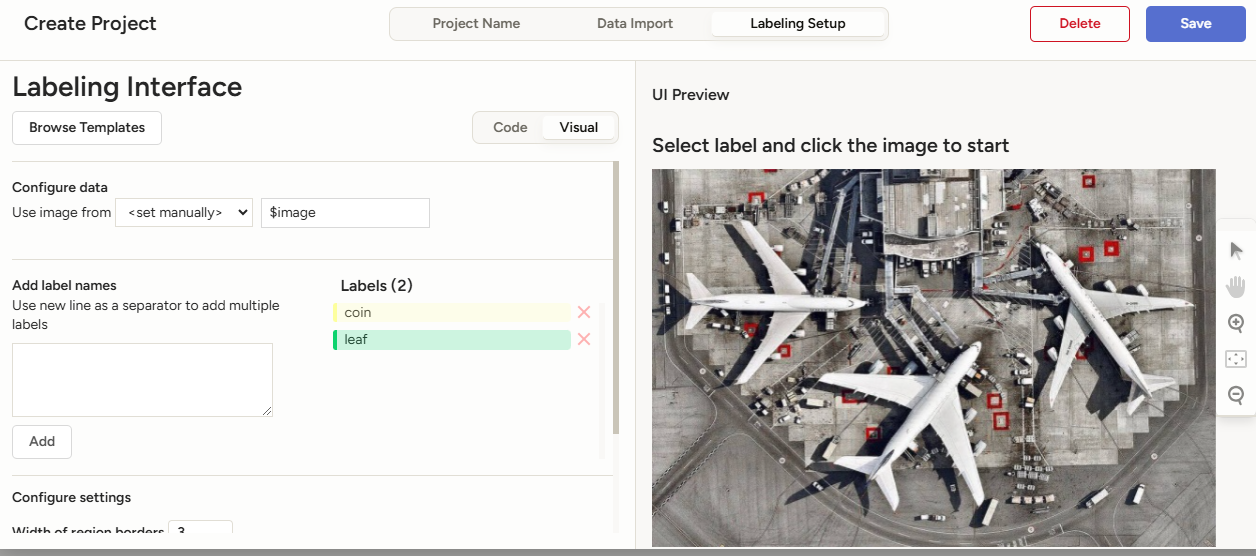 Create Project
Project Name
Data Import
Labeling Setup
Delete
Save
Labeling Interface
Browse Templates
Code
Visual
Configure data
Use image from
<set manually>
$image
Add label names
Use new line as a separator to add multiple
labels
Add
Labels (2)
coin
leaf
Configure settings
Width of region borders
3
UI Preview
Select label and click the image to start